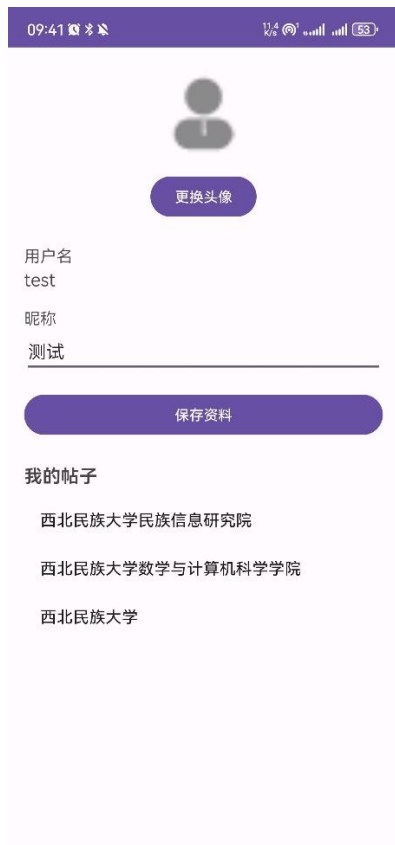 09:41 11.4 K/s 1 53
更换头像
用户名
test
昵称
测试
保存资料
我的帖子
西北民族大学民族信息研究院
西北民族大学数学与计算机科学学院
西北民族大学